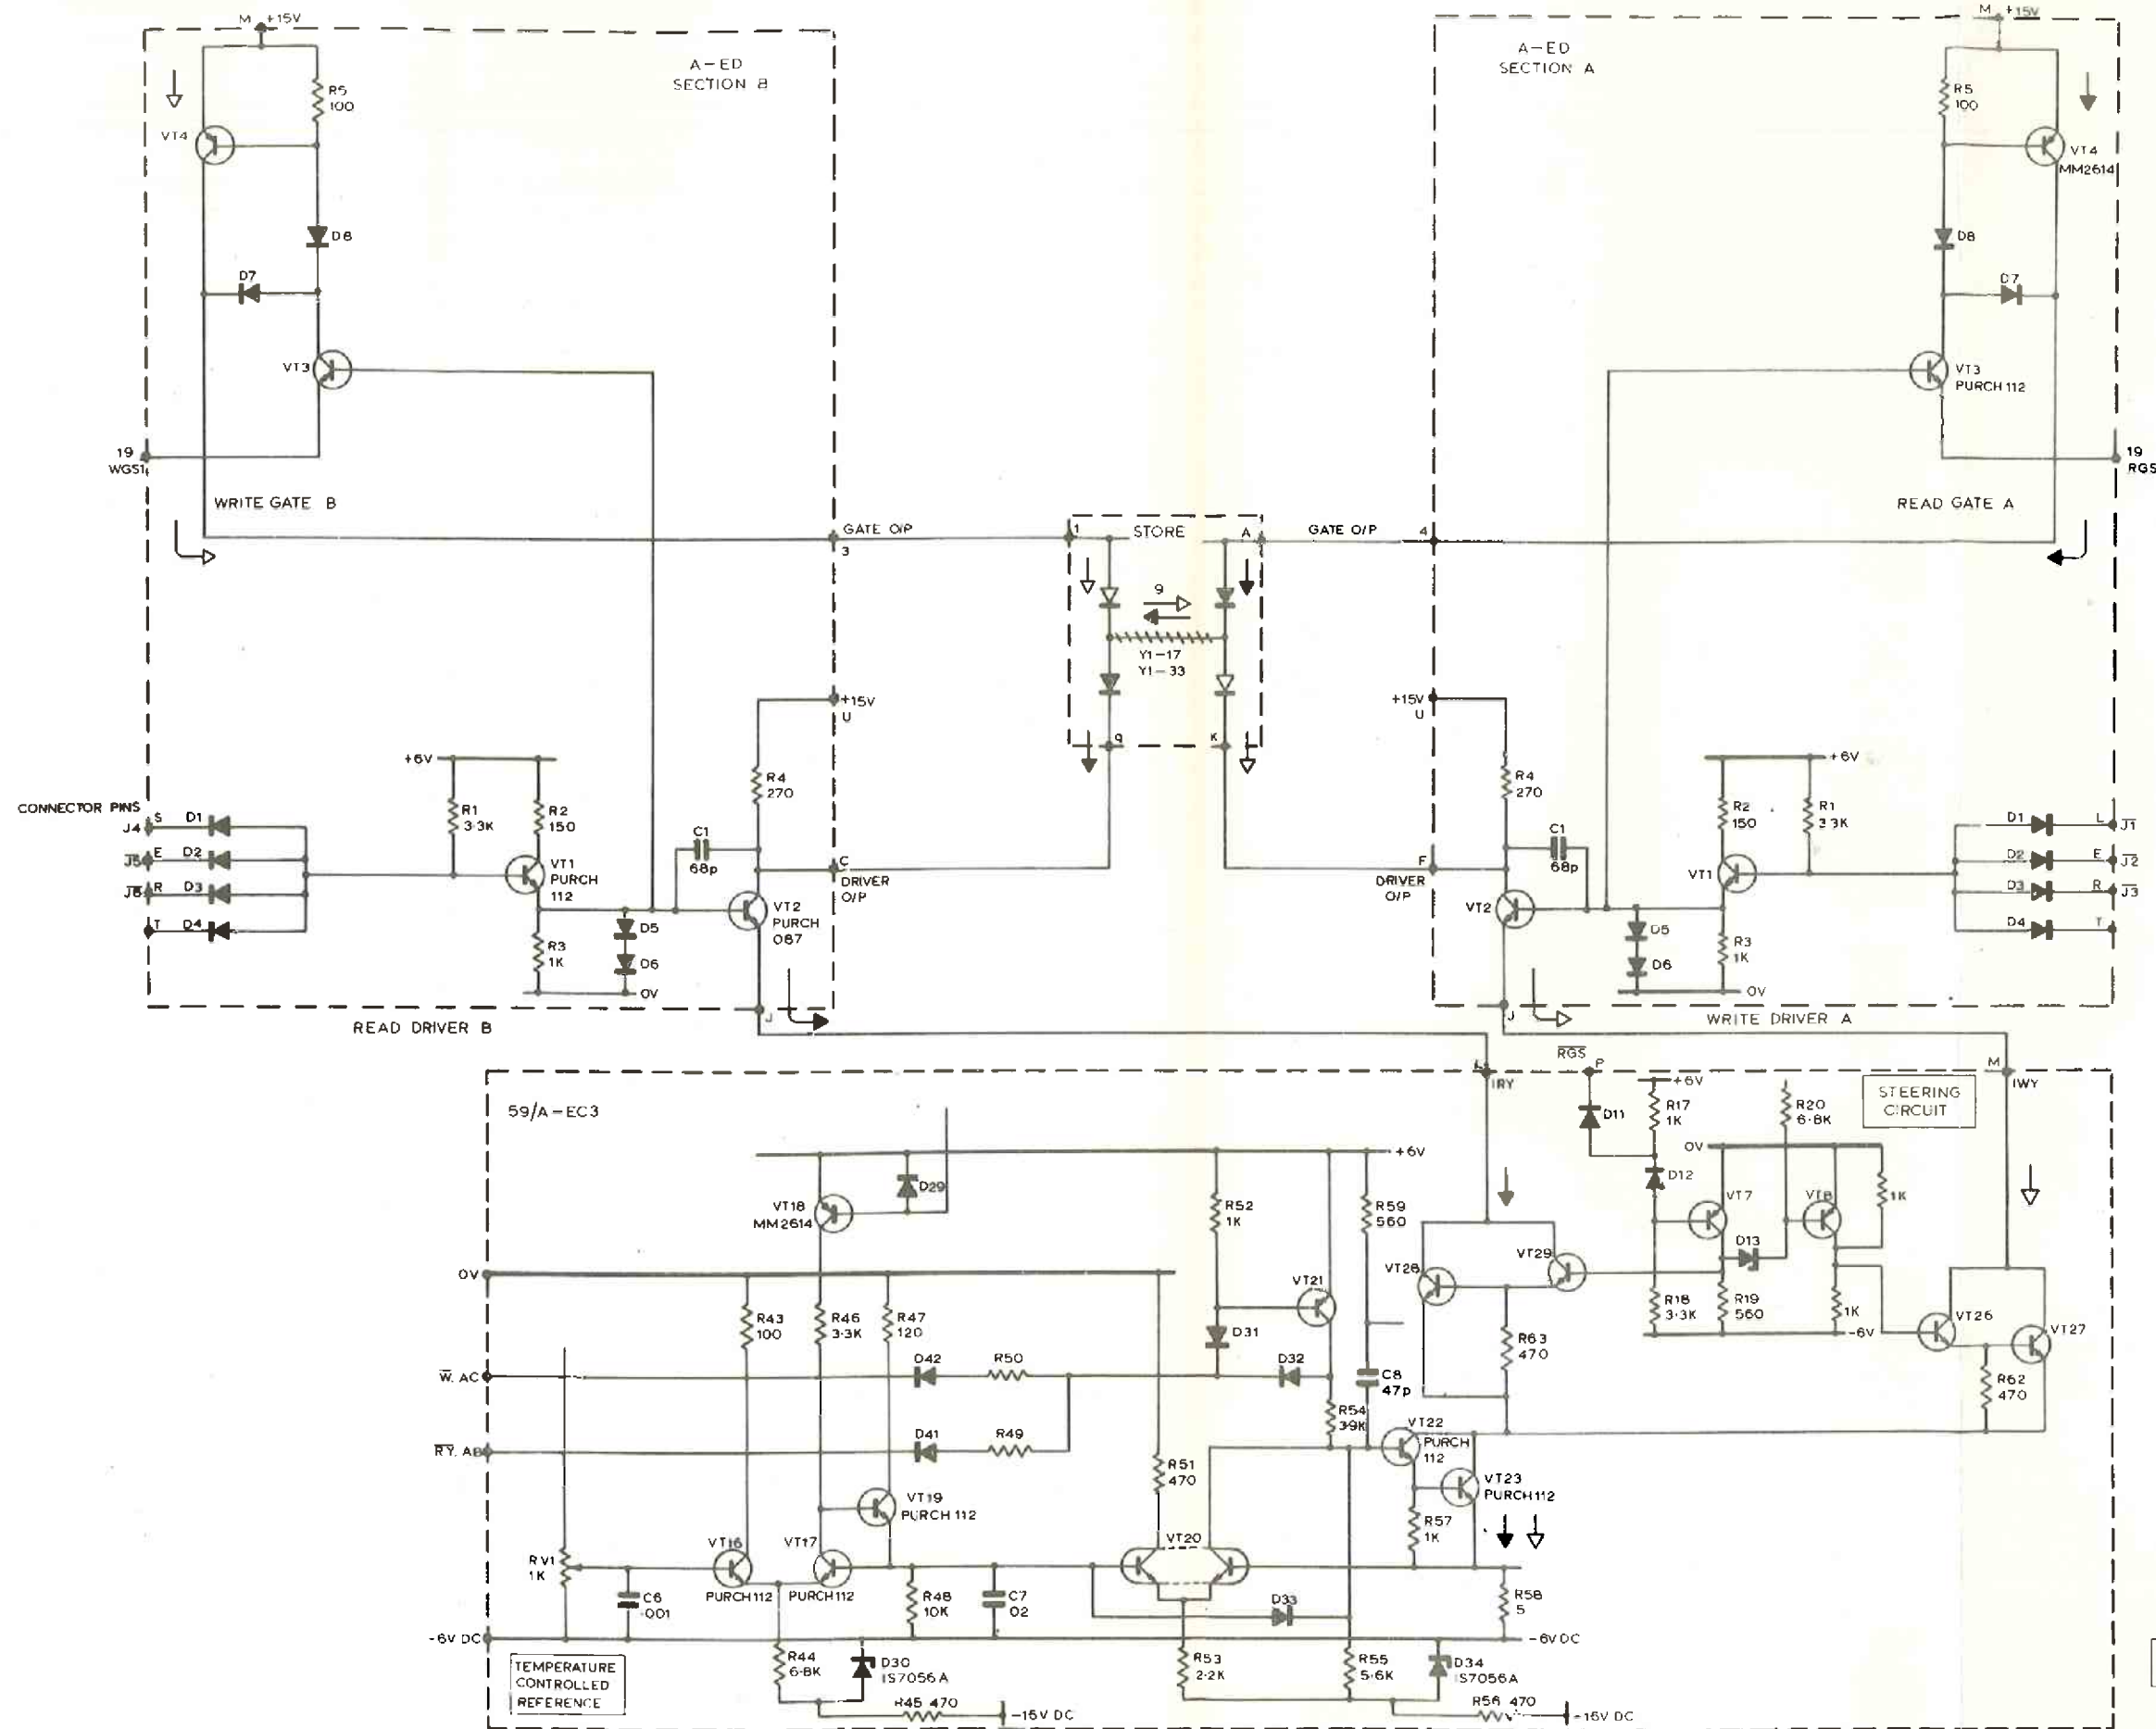 M +15V
A-ED
SECTION B
R5
100
VT4
D8
D7
VT3
19
WGS1
WRITE GATE B
GATE O/P
3
+15V
U
+6V
R4
270
CONNECTOR PINS
J4 S D1
J5 E D2
J6 R D3
T D4
R1
3·3K
R2
150
VT1
PURCH
112
C1
68p
C
DRIVER
O/P
VT2
PURCH
087
R3
1K
D5
D6
0V
J
READ DRIVER B
1 STORE A
9
Y1-17
Y1-33
Q K
M +15V
A-ED
SECTION A
R5
100
VT4
MM2614
D8
D7
VT3
PURCH 112
19
RGS
READ GATE A
GATE O/P 4
+15V
U
R4
270
C1
68p
F
DRIVER
O/P
VT2
+6V
R2
150
R1
3·3K
VT1
D1 L J1
D2 E J2
D3 R J3
D4 T
D5
D6
R3
1K
0V
J
WRITE DRIVER A
59/A-EC3
L
IRY
RGS
P
M
IWY
STEERING
CIRCUIT
D11
+6V
R17
1K
R20
6·8K
0V
D12
VT7
VT8
1K
D13
R18
3·3K
R19
560
1K
-6V
VT26
VT27
R62
470
VT28
VT29
R63
470
+6V
VT18
MM2614
D29
R52
1K
R59
560
0V
R43
100
R46
3·3K
R47
120
VT21
D31
W. AC
D42
R50
D32
C8
47p
R54
39K
RY. AB
D41
R49
R51
470
VT22
PURCH
112
VT23
PURCH112
VT19
PURCH 112
R57
1K
RV1
1K
VT16
PURCH112
VT17
PURCH112
VT20
C6
·001
R48
10K
C7
02
D33
R58
5
-6V DC
-6V DC
TEMPERATURE
CONTROLLED
REFERENCE
R44
6·8K
D30
IS7056A
R45 470
-15V DC
R53
2·2K
R55
5·6K
D34
IS7056A
R56 470
-15V DC